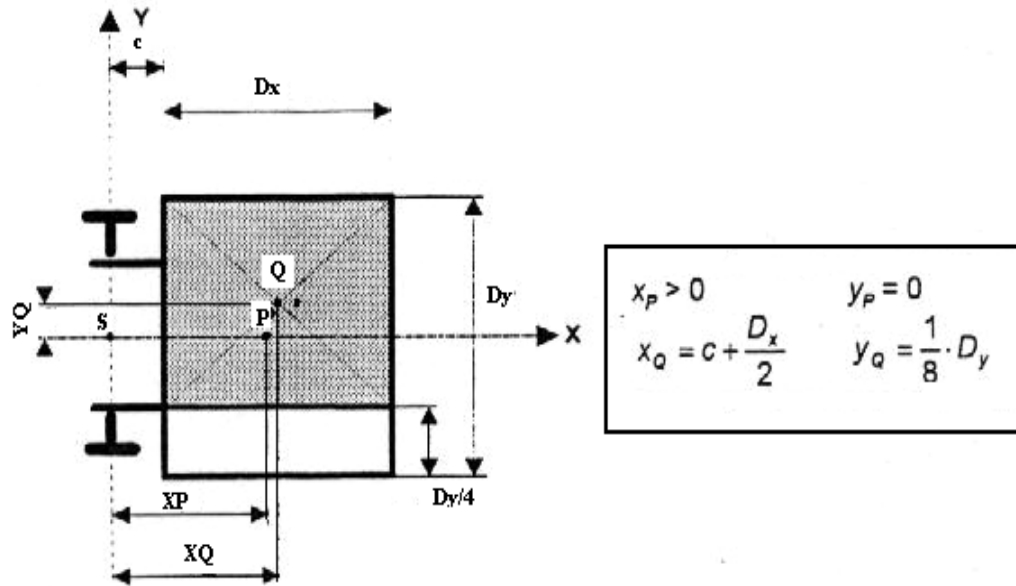 Y
c
Dx
Q
Dy
P
YQ
S
X
Dy/4
XP
XQ
x_P > 0 y_P = 0
x_Q = c + D_x/2 y_Q = 1/8 · D_y